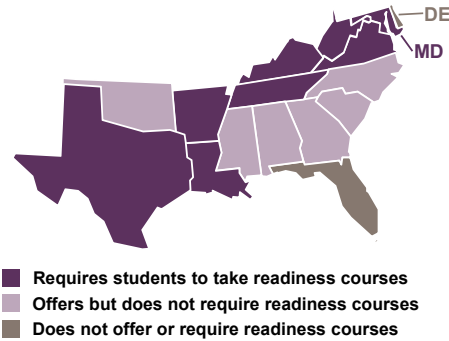 DE
MD
Requires students to take readiness courses
Offers but does not require readiness courses
Does not offer or require readiness courses